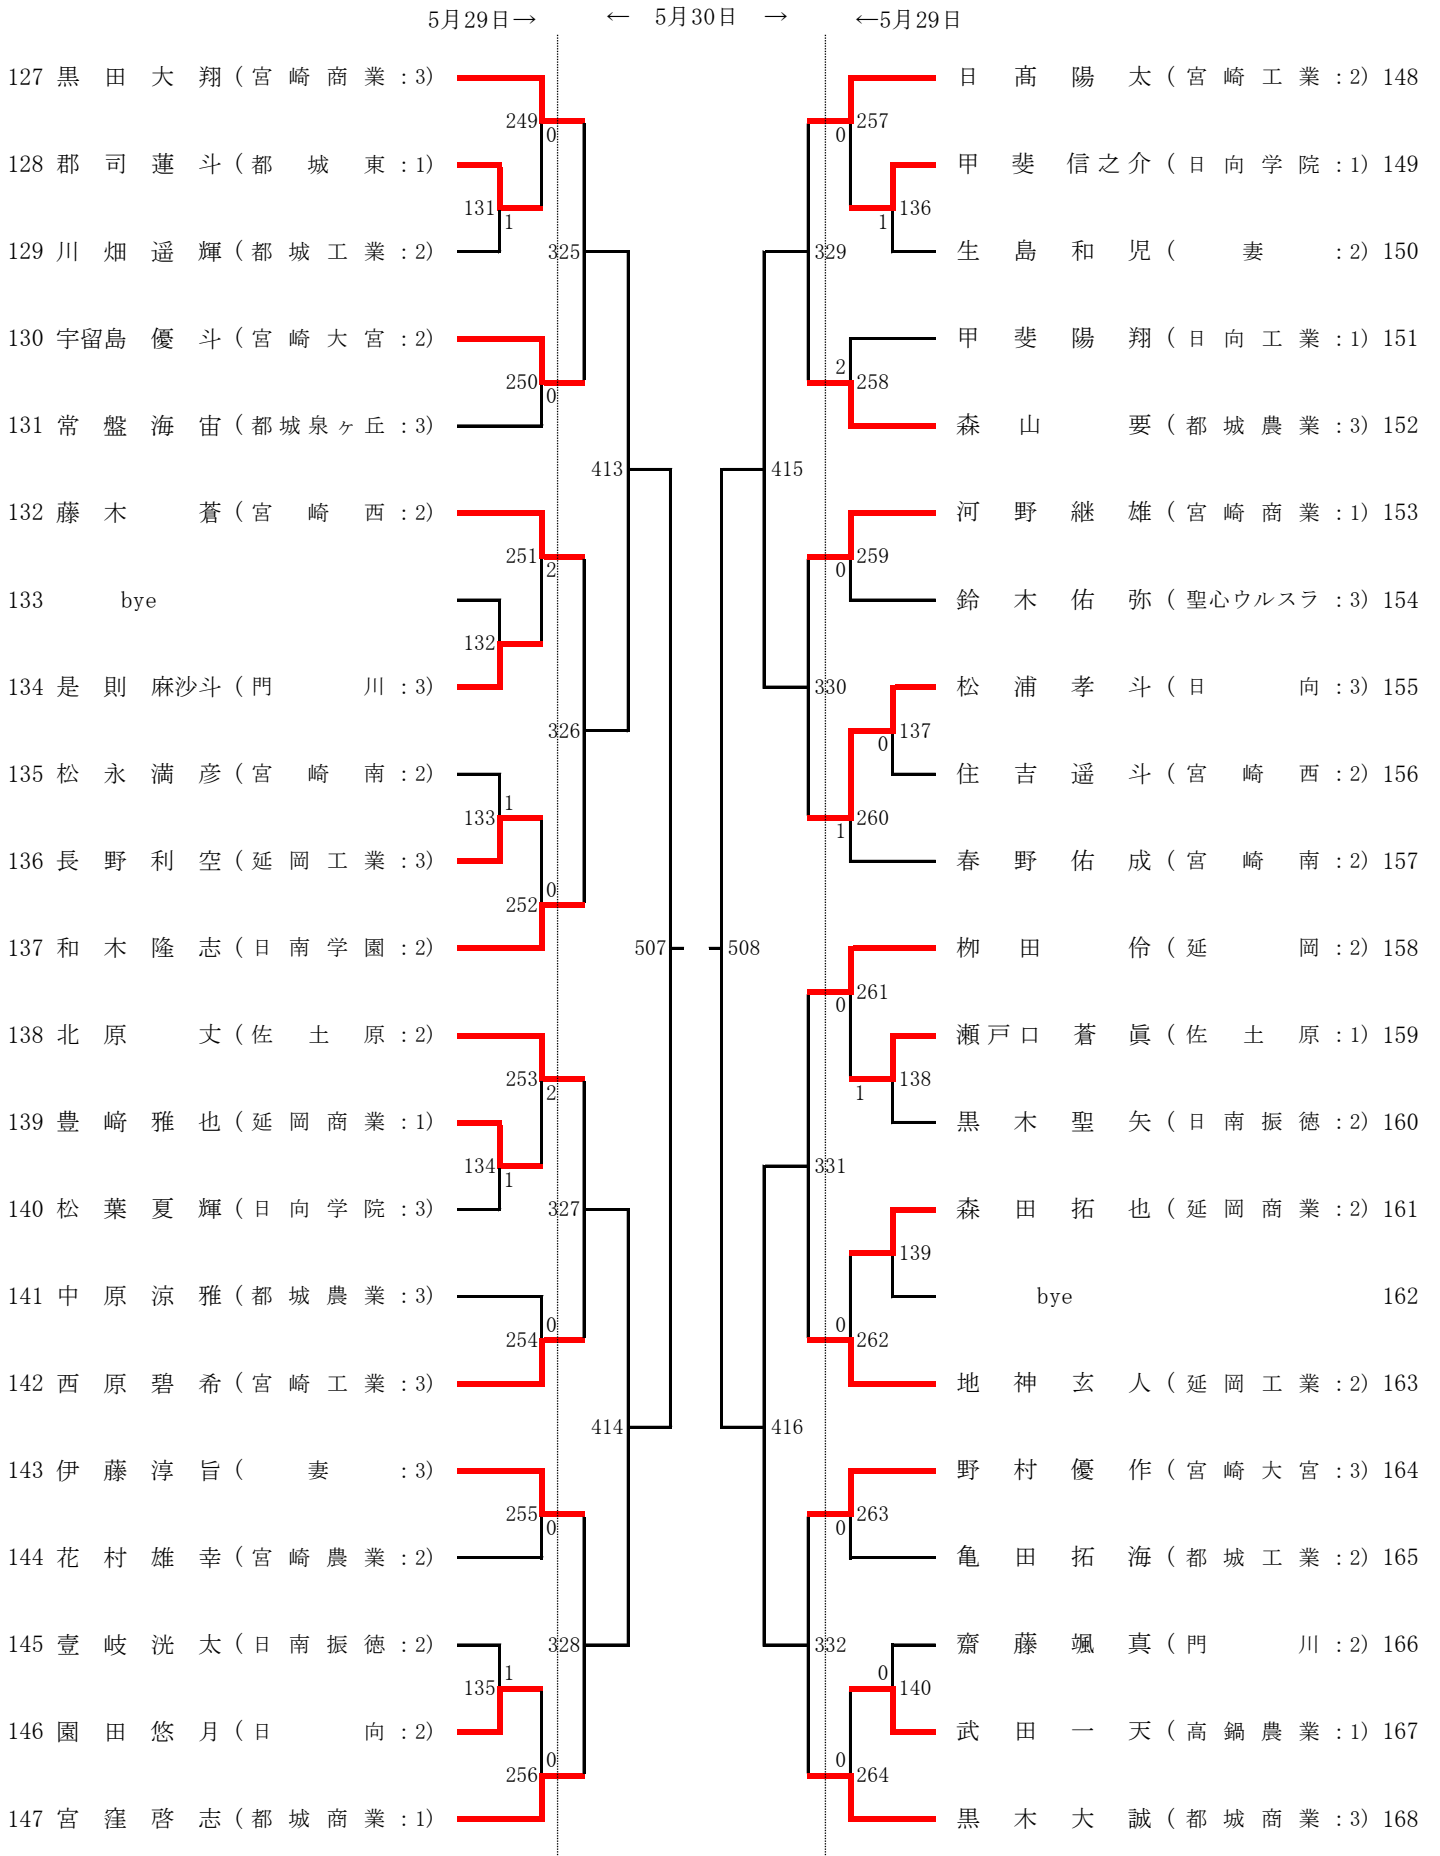 5月29日→ ← 5月30日 → ←5月29日
127 黒田大翔(宮崎商業:3) 日髙陽太(宮崎工業:2) 148
249 0 0 257
128 郡司蓮斗(都城東:1) 甲斐信之介(日向学院:1) 149
131 1 1 136
129 川畑遥輝(都城工業:2) 325 329 生島和児(妻:2) 150
130 宇留島優斗(宮崎大宮:2) 甲斐陽翔(日向工業:1) 151
250 0 2 258
131 常盤海宙(都城泉ヶ丘:3) 森山要(都城農業:3) 152
413 415
132 藤木蒼(宮崎西:2) 河野継雄(宮崎商業:1) 153
251 2 0 259
133 bye 鈴木佑弥(聖心ウルスラ:3) 154
132
134 是則麻沙斗(門川:3) 330 松浦孝斗(日向:3) 155
326 0 137
135 松永満彦(宮崎南:2) 住吉遥斗(宮崎西:2) 156
133 1 1 260
136 長野利空(延岡工業:3) 春野佑成(宮崎南:2) 157
252 0
137 和木隆志(日南学園:2) 507 508 栁田伶(延岡:2) 158
0 261
138 北原丈(佐土原:2) 瀬戸口蒼眞(佐土原:1) 159
253 2 1 138
139 豊﨑雅也(延岡商業:1) 黒木聖矢(日南振徳:2) 160
134 1 331
140 松葉夏輝(日向学院:3) 327 森田拓也(延岡商業:2) 161
139
141 中原涼雅(都城農業:3) bye 162
254 0 0 262
142 西原碧希(宮崎工業:3) 地神玄人(延岡工業:2) 163
414 416
143 伊藤淳旨(妻:3) 野村優作(宮崎大宮:3) 164
255 0 0 263
144 花村雄幸(宮崎農業:2) 亀田拓海(都城工業:2) 165
145 壹岐洸太(日南振徳:2) 328 332 齋藤颯真(門川:2) 166
135 1 0 140
146 園田悠月(日向:2) 武田一天(高鍋農業:1) 167
256 0 0 264
147 宮窪啓志(都城商業:1) 黒木大誠(都城商業:3) 168